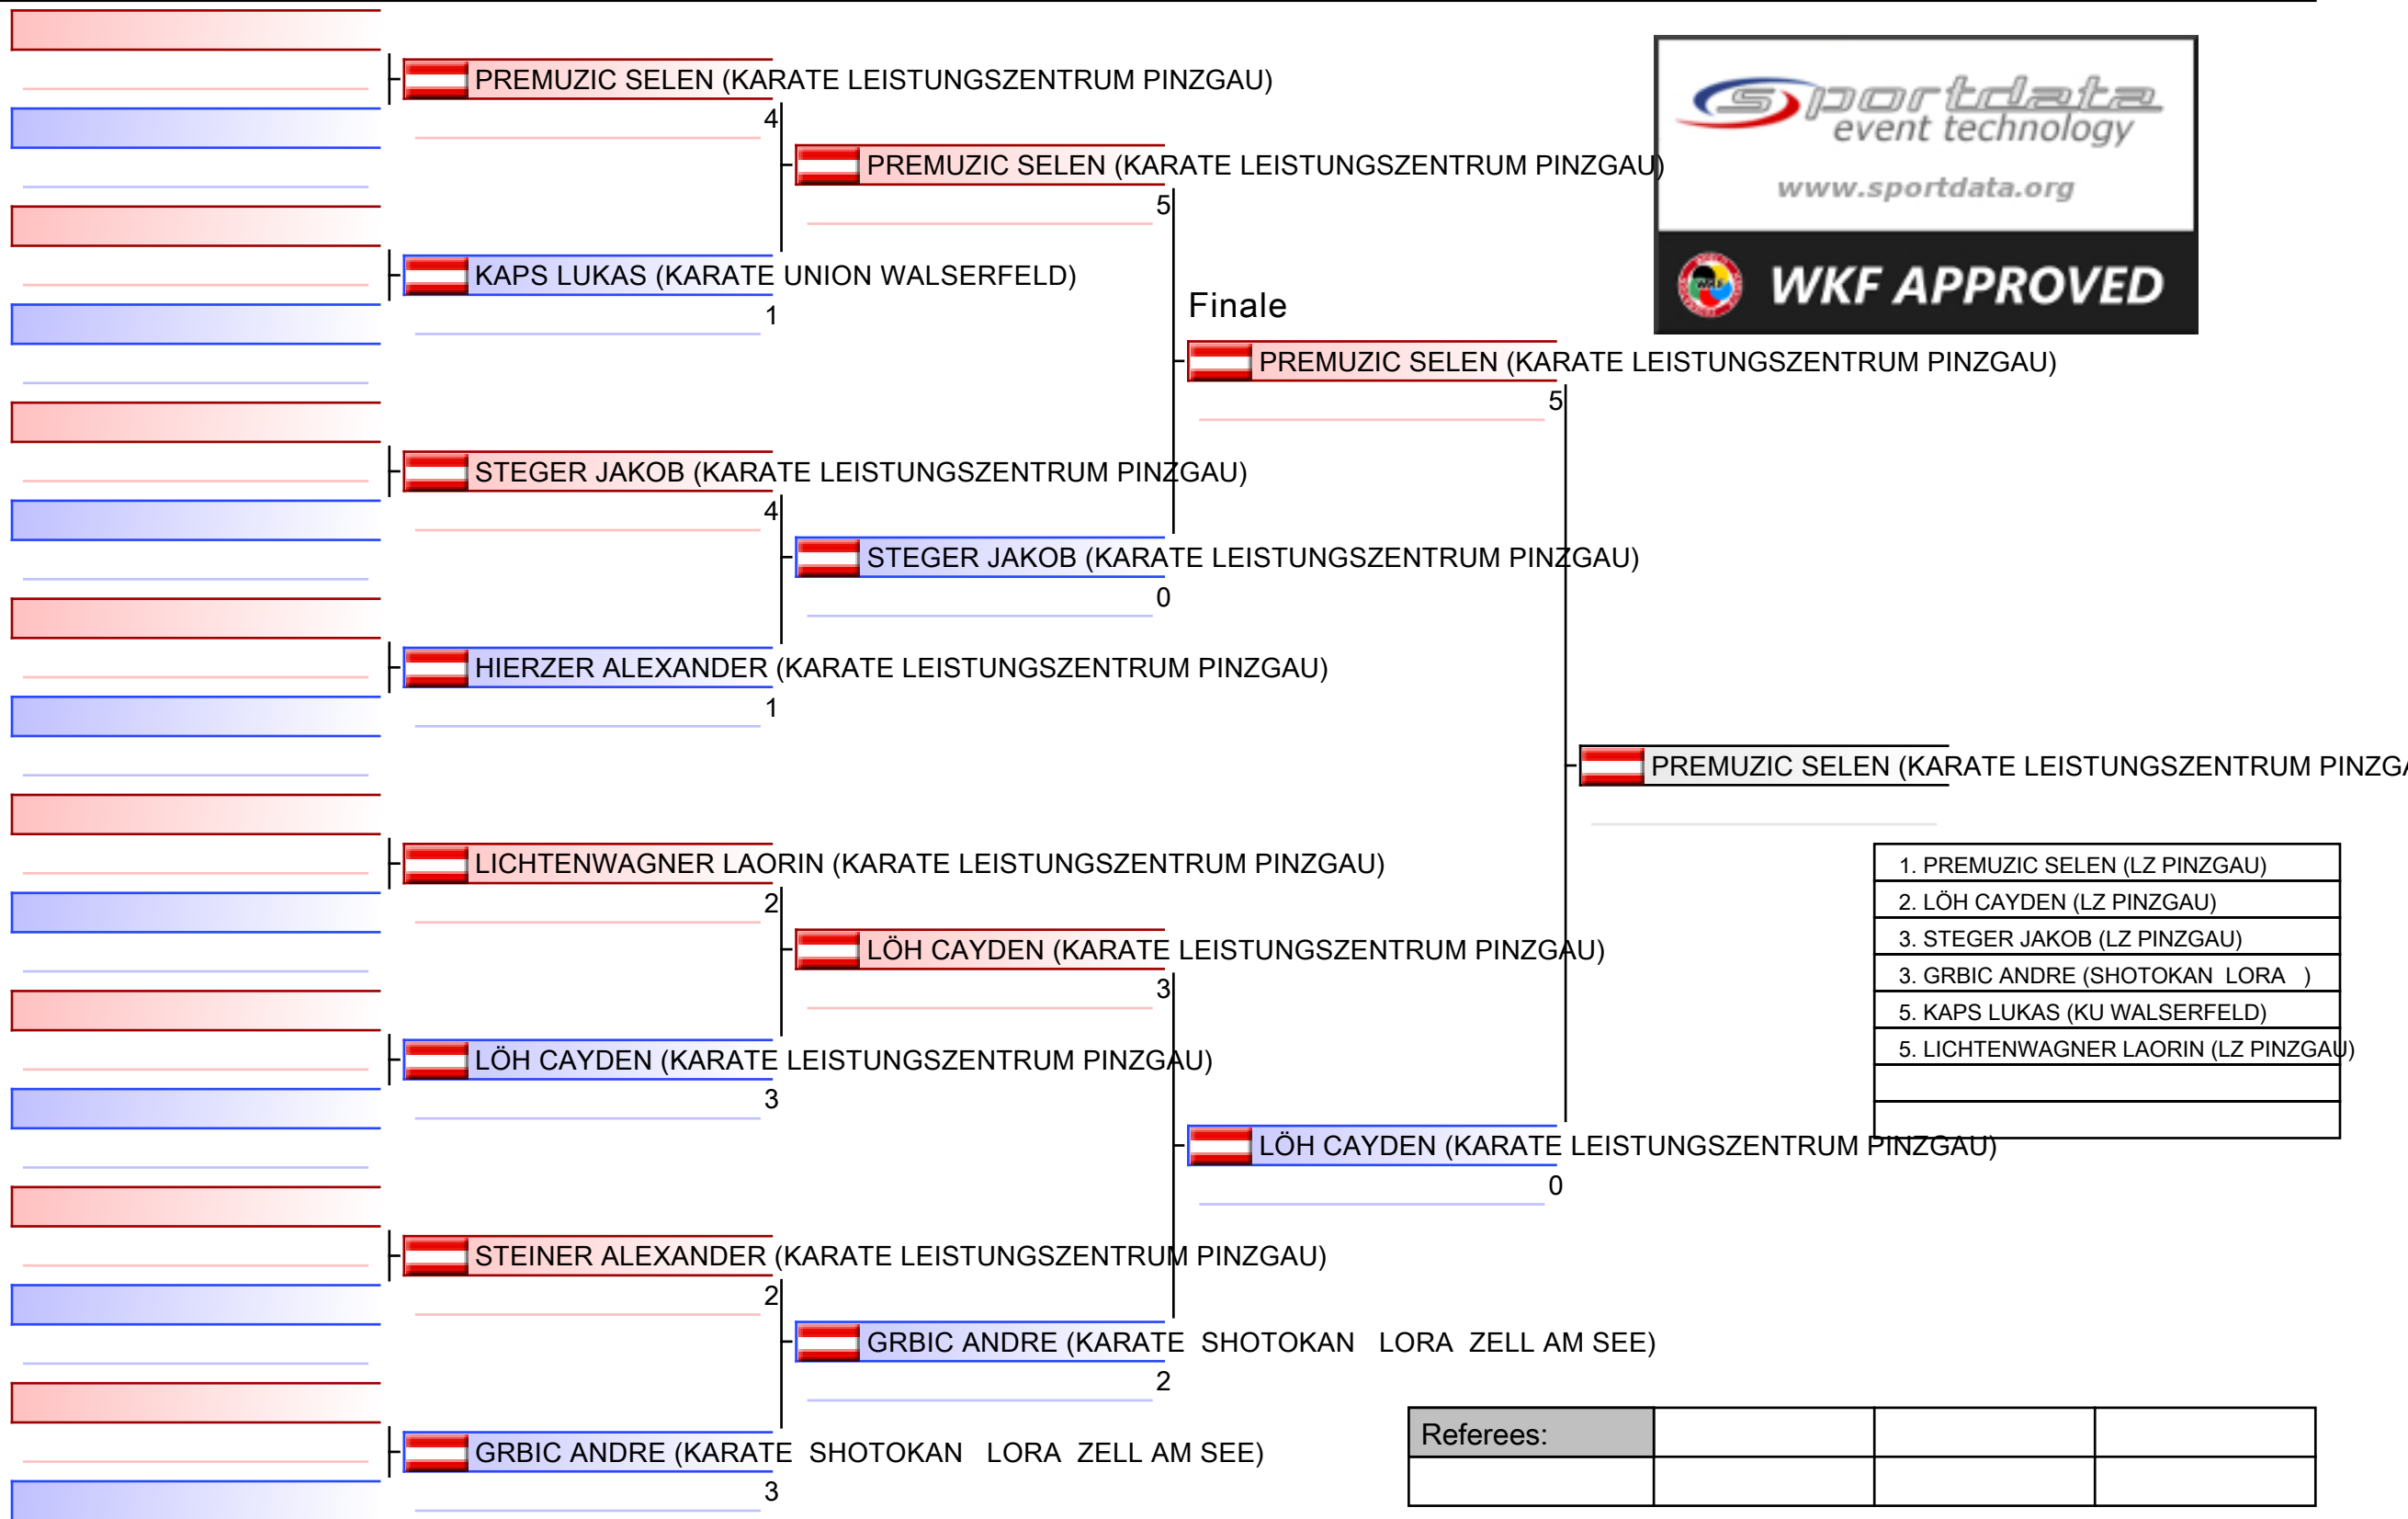 PREMUZIC SELEN (KARATE LEISTUNGSZENTRUM PINZGAU)
4
KAPS LUKAS (KARATE UNION WALSERFELD)
1
STEGER JAKOB (KARATE LEISTUNGSZENTRUM PINZGAU)
4
HIERZER ALEXANDER (KARATE LEISTUNGSZENTRUM PINZGAU)
1
LICHTENWAGNER LAORIN (KARATE LEISTUNGSZENTRUM PINZGAU)
2
LÖH CAYDEN (KARATE LEISTUNGSZENTRUM PINZGAU)
3
STEINER ALEXANDER (KARATE LEISTUNGSZENTRUM PINZGAU)
2
GRBIC ANDRE (KARATE SHOTOKAN LORA ZELL AM SEE)
3
PREMUZIC SELEN (KARATE LEISTUNGSZENTRUM PINZGAU)
5
STEGER JAKOB (KARATE LEISTUNGSZENTRUM PINZGAU)
0
LÖH CAYDEN (KARATE LEISTUNGSZENTRUM PINZGAU)
3
GRBIC ANDRE (KARATE SHOTOKAN LORA ZELL AM SEE)
2
Finale
PREMUZIC SELEN (KARATE LEISTUNGSZENTRUM PINZGAU)
5
LÖH CAYDEN (KARATE LEISTUNGSZENTRUM PINZGAU)
0
PREMUZIC SELEN (KARATE LEISTUNGSZENTRUM PINZGA
sportdata
event technology
www.sportdata.org
WKF APPROVED
1. PREMUZIC SELEN (LZ PINZGAU)
2. LÖH CAYDEN (LZ PINZGAU)
3. STEGER JAKOB (LZ PINZGAU)
3. GRBIC ANDRE (SHOTOKAN LORA )
5. KAPS LUKAS (KU WALSERFELD)
5. LICHTENWAGNER LAORIN (LZ PINZGAU)
Referees: